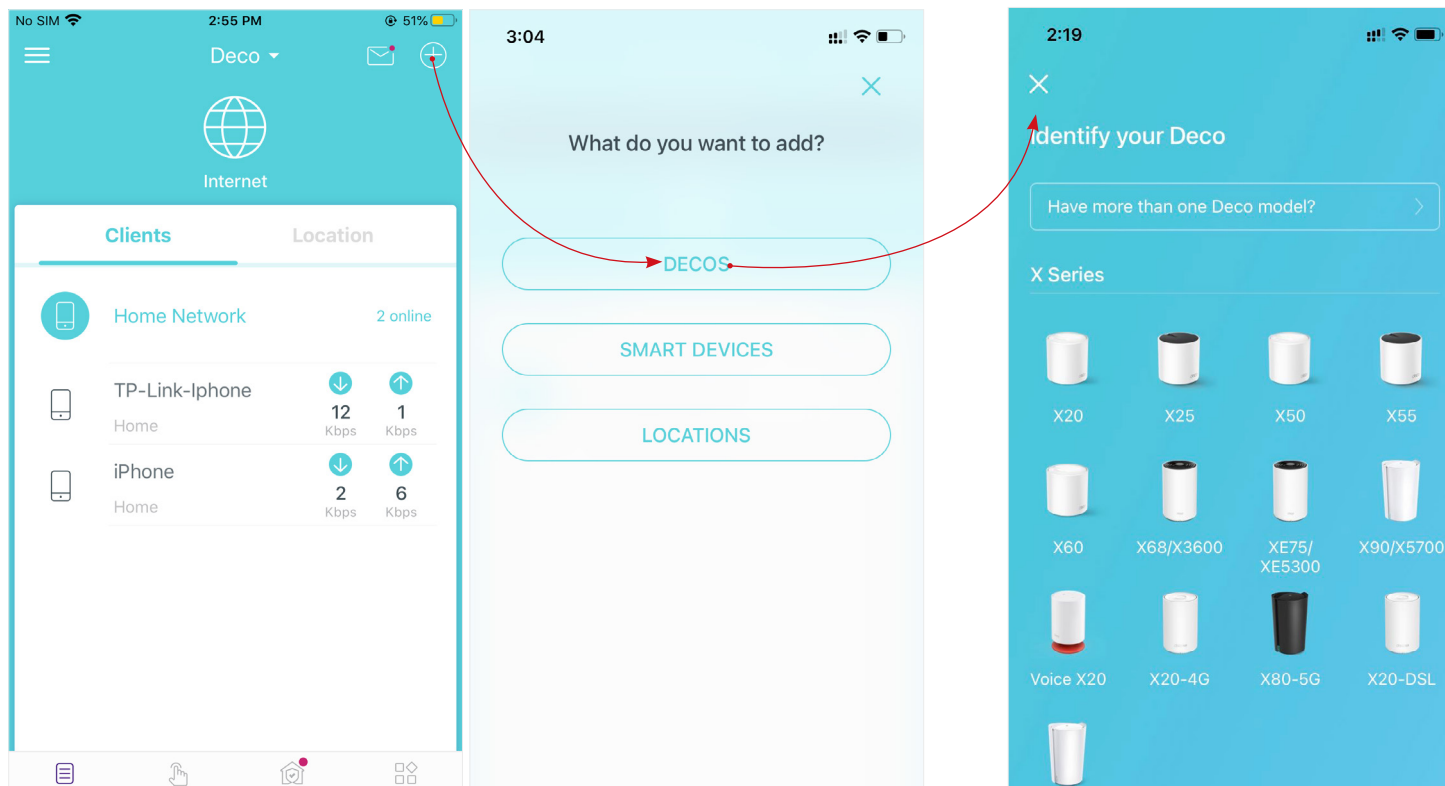 No SIM 2:55 PM 51%
Deco
Internet
Clients Location
Home Network 2 online
TP-Link-Iphone
Home
12 1
Kbps Kbps
iPhone
Home
2 6
Kbps Kbps
3:04
What do you want to add?
DECOS
SMART DEVICES
LOCATIONS
2:19
Identify your Deco
Have more than one Deco model?
X Series
X20 X25 X50 X55
X60 X68/X3600 XE75/ X90/X5700
XE5300
Voice X20 X20-4G X80-5G X20-DSL